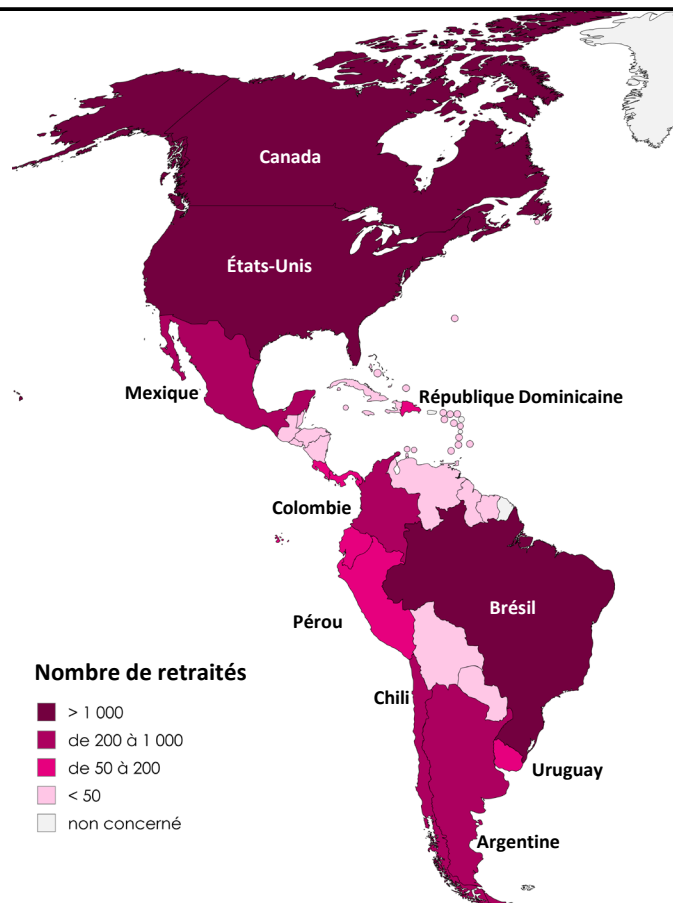 Canada
États-Unis
Mexique
République Dominicaine
Colombie
Pérou
Brésil
Chili
Uruguay
Argentine
Nombre de retraités
> 1 000
de 200 à 1 000
de 50 à 200
< 50
non concerné